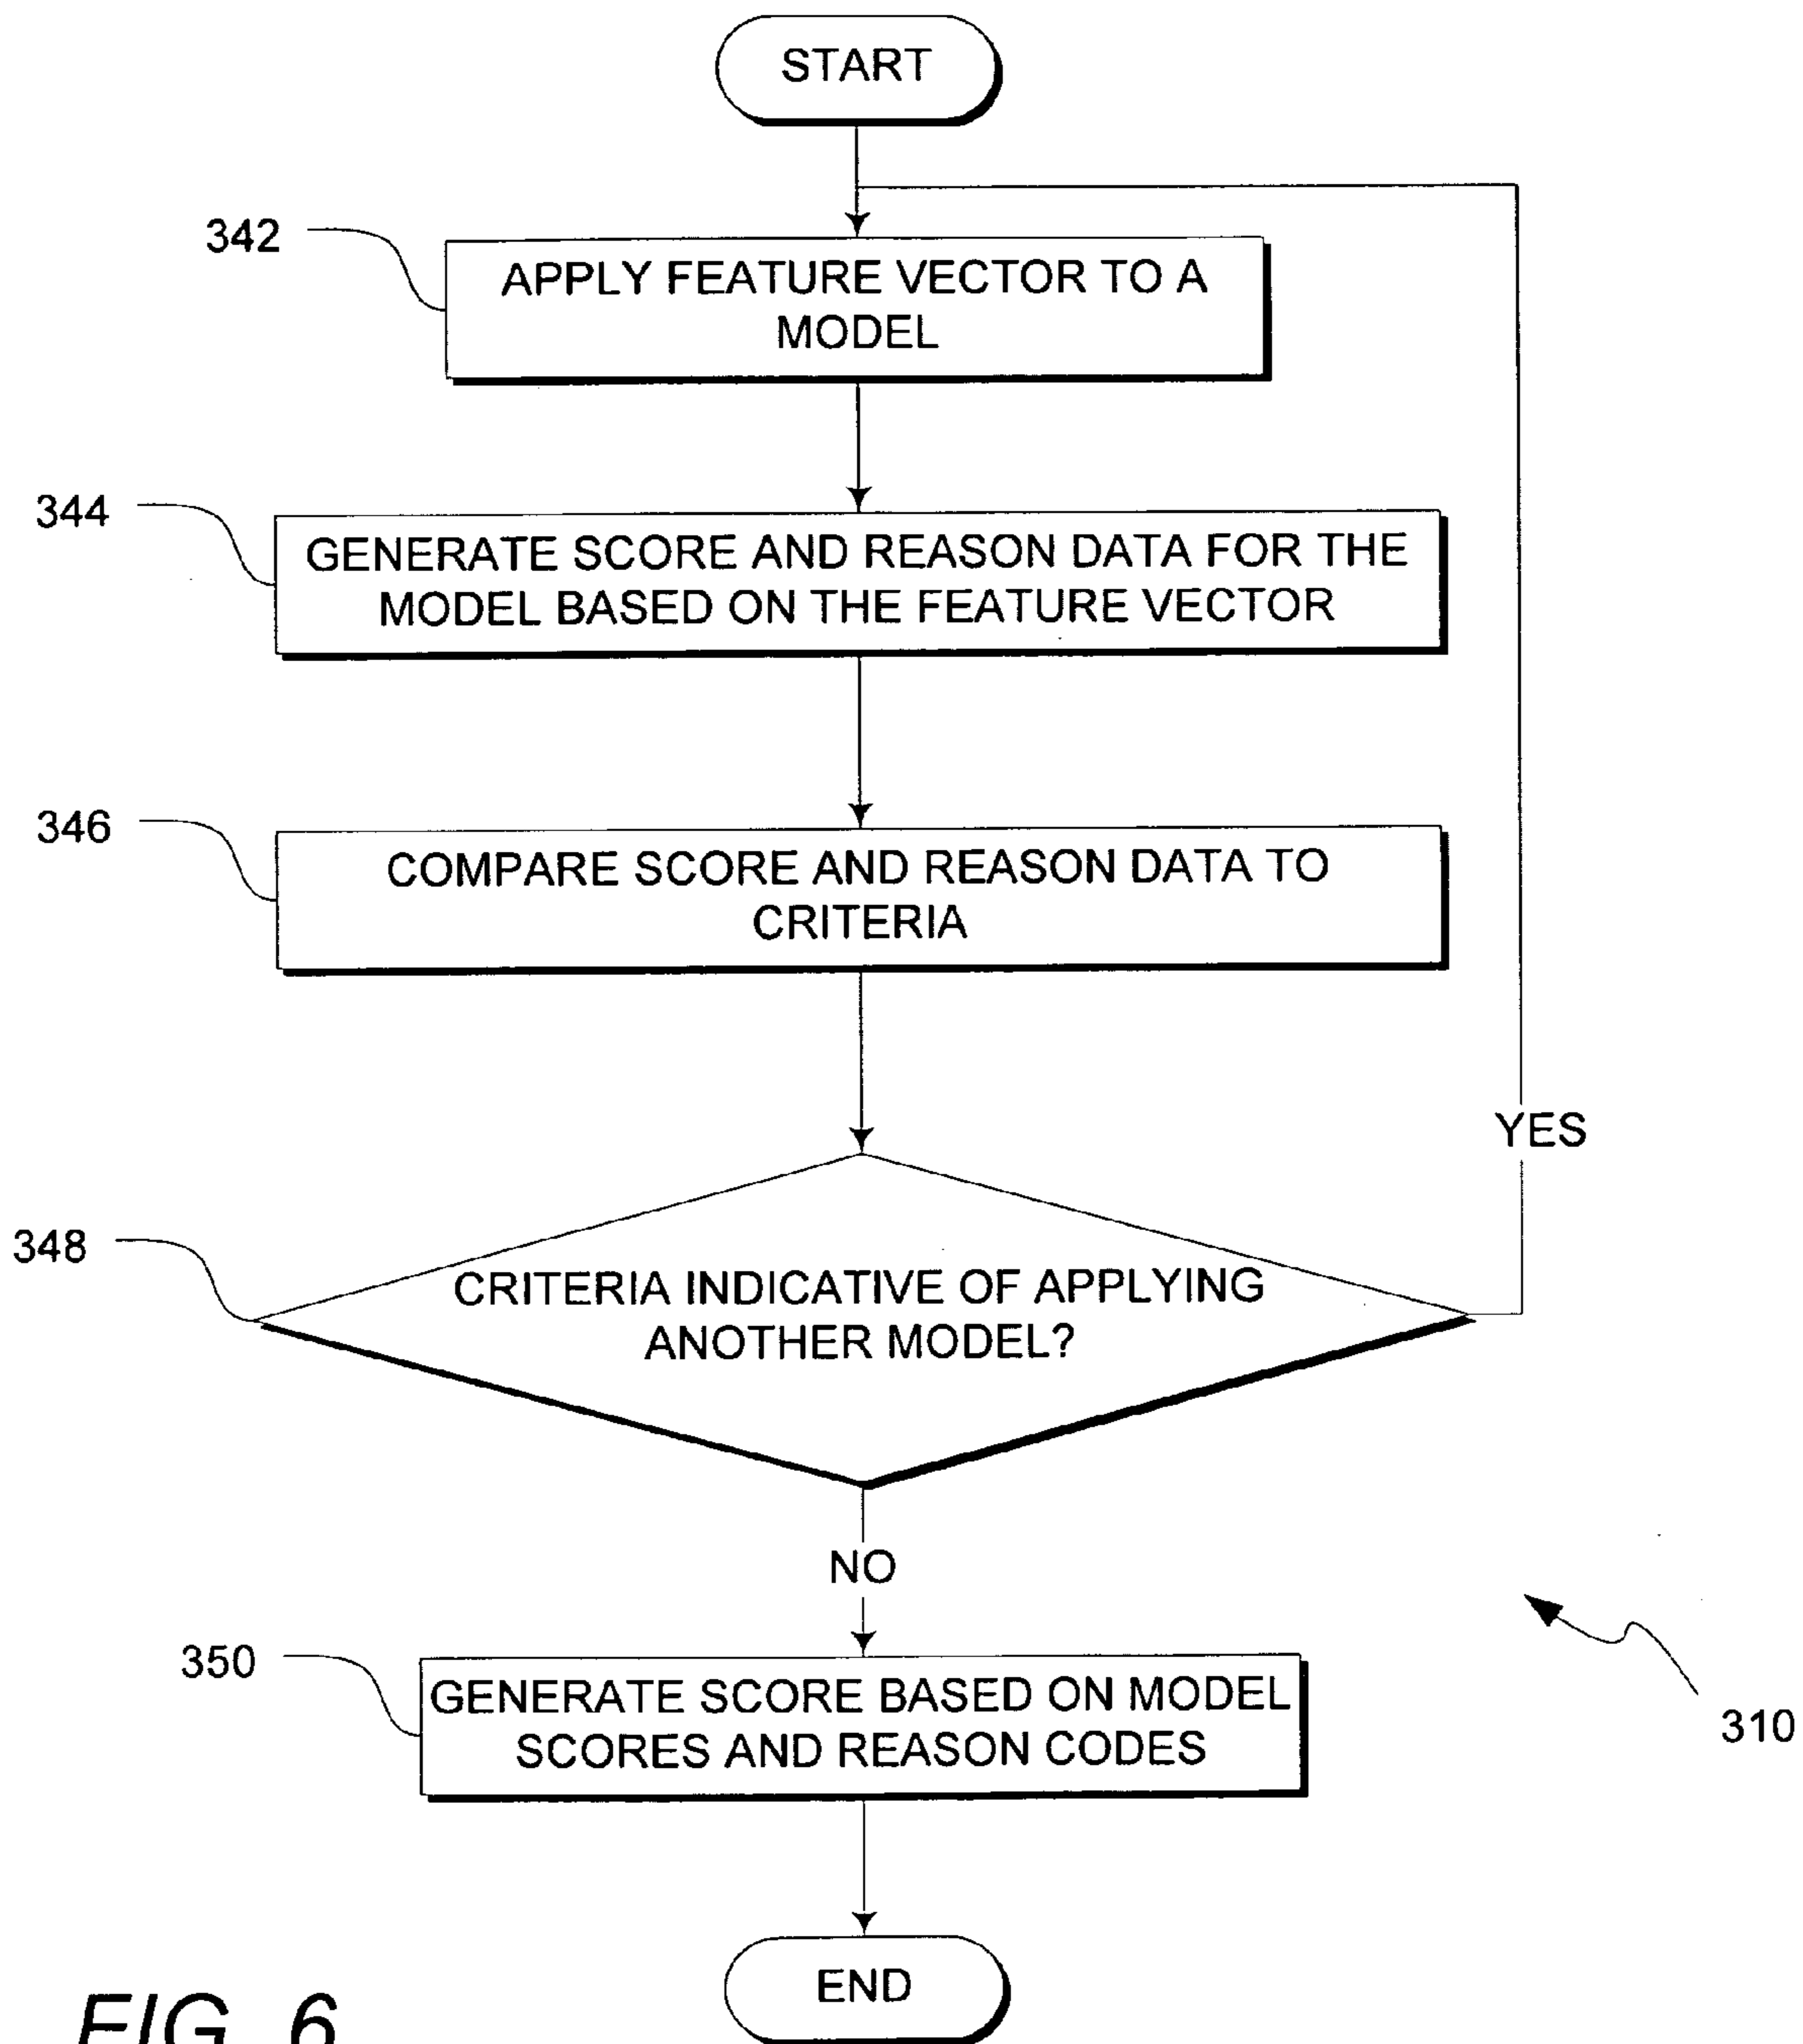 START
342
APPLY FEATURE VECTOR TO A
MODEL
344
GENERATE SCORE AND REASON DATA FOR THE
MODEL BASED ON THE FEATURE VECTOR
346
COMPARE SCORE AND REASON DATA TO
CRITERIA
YES
348
CRITERIA INDICATIVE OF APPLYING
ANOTHER MODEL?
NO
350
GENERATE SCORE BASED ON MODEL
SCORES AND REASON CODES
310
END
FIG. 6